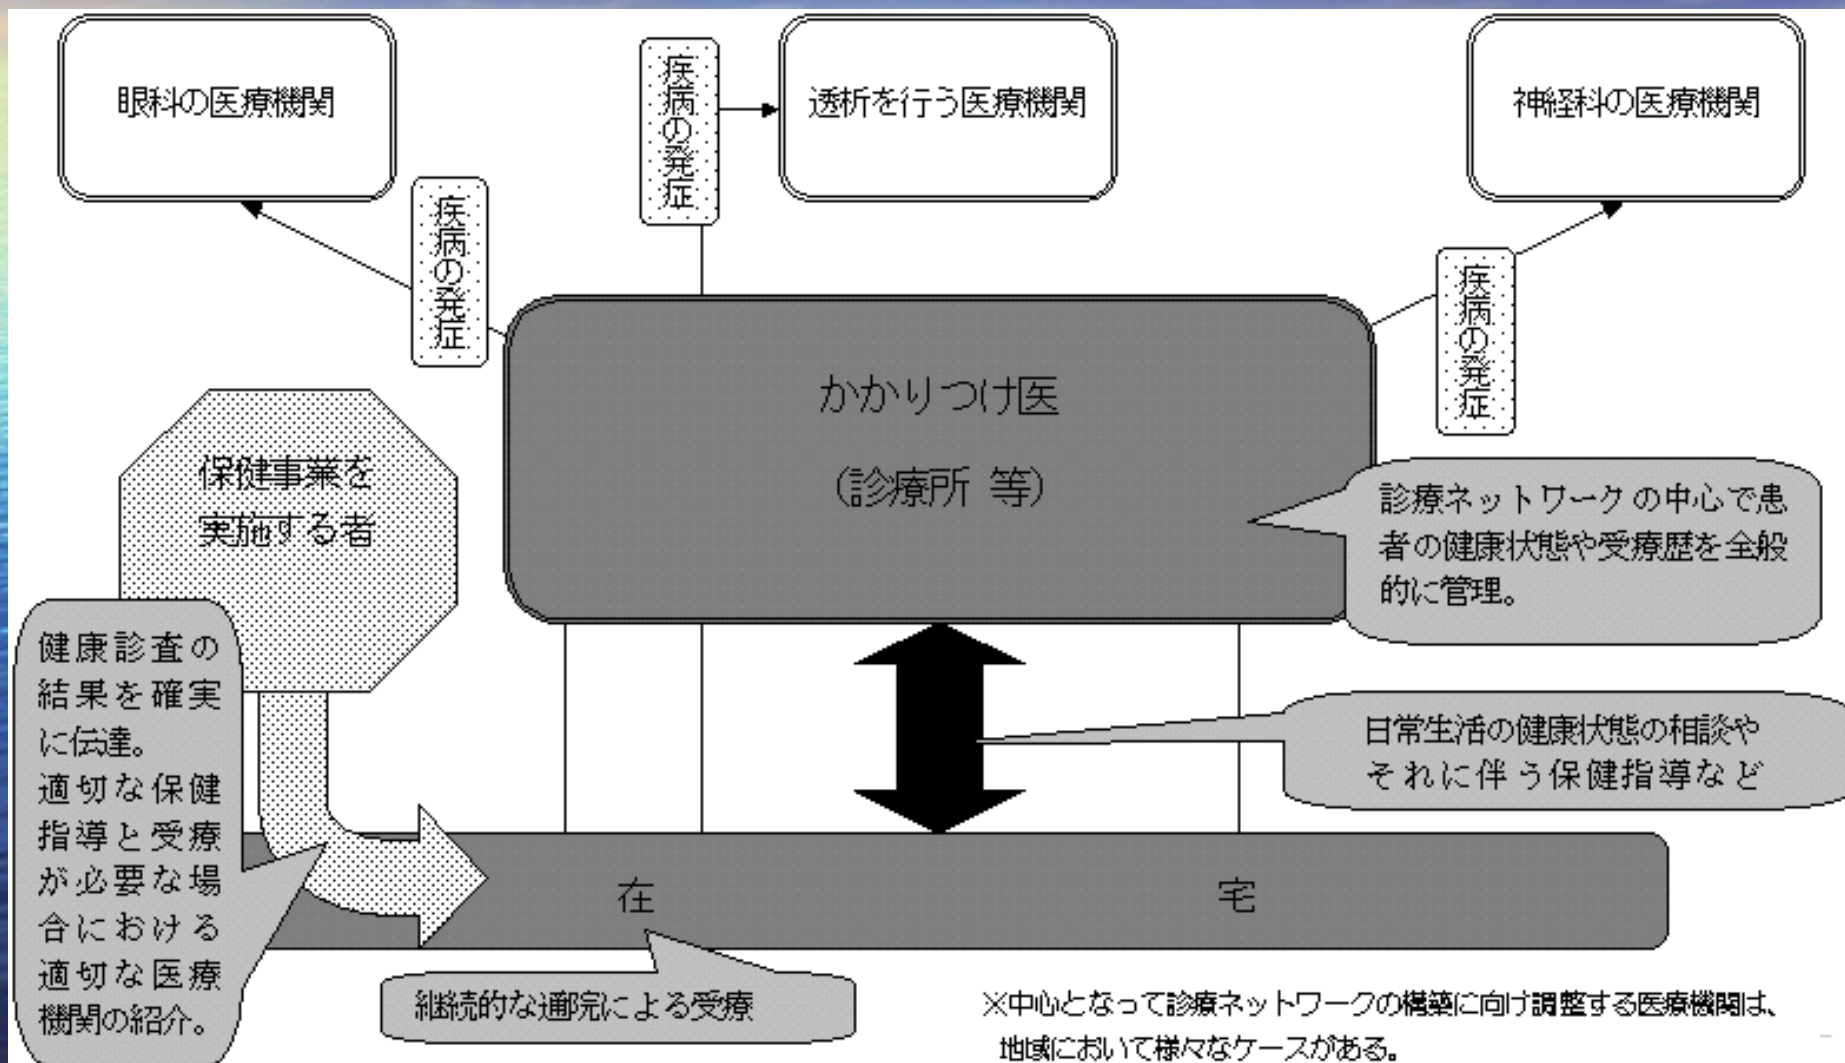 眼科の医療機関
疾病の発症
透析を行う医療機関
神経科の医療機関
疾病の発症
疾病の発症
かかりつけ医
(診療所 等)
保健事業を
実施する者
診療ネットワークの中心で患
者の健康状態や受療歴を全般
的に管理。
健康診査の
結果を確実
に伝達。
適切な保健
指導と受療
が必要な場
合における
適切な医療
機関の紹介。
日常生活の健康状態の相談や
それに伴う保健指導など
在 宅
継続的な通院による受療
※中心となって診療ネットワークの構築に向け調整する医療機関は、
地域において様々なケースがある。